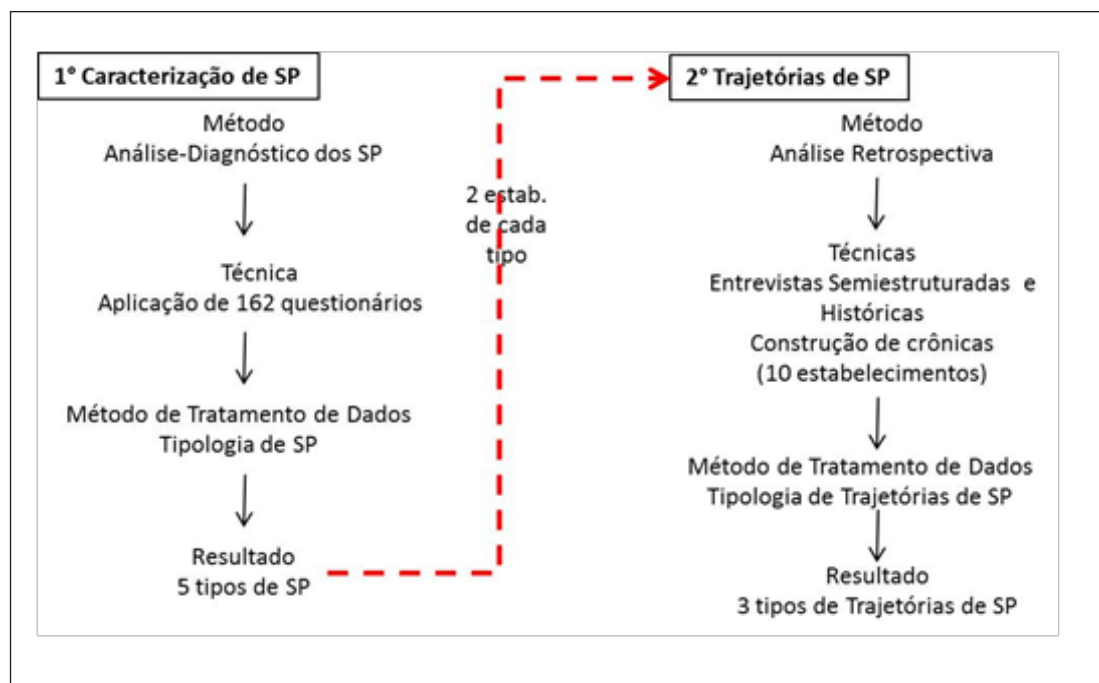 1° Caracterização de SP
Método
Análise-Diagnóstico dos SP
Técnica
Aplicação de 162 questionários
Método de Tratamento de Dados
Tipologia de SP
Resultado
5 tipos de SP
2 estab.
de cada
tipo
2° Trajetórias de SP
Método
Análise Retrospectiva
Técnicas
Entrevistas Semiestruturadas e
Históricas
Construção de crônicas
(10 estabelecimentos)
Método de Tratamento de Dados
Tipologia de Trajetórias de SP
Resultado
3 tipos de Trajetórias de SP